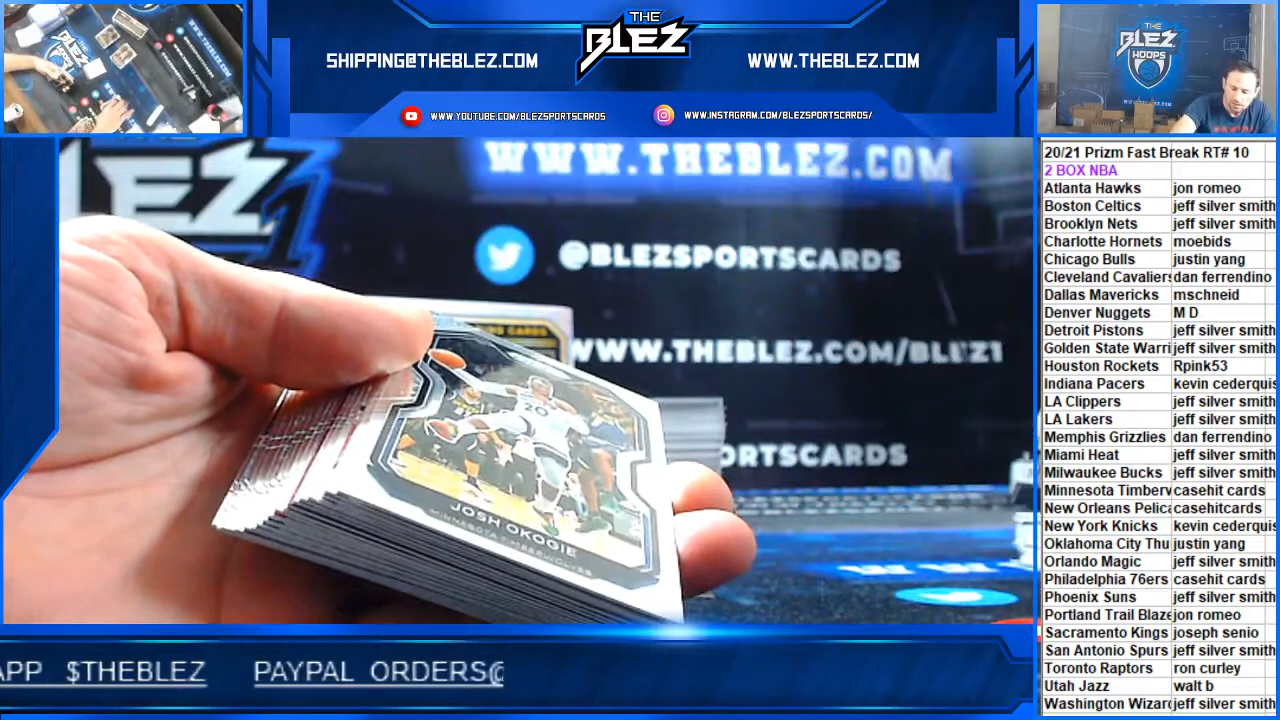 THE
BLEZ
SHIPPING@THEBLEZ.COM
WWW.THEBLEZ.COM
WWW.YOUTUBE.COM/BLEZSPORTSCARDS
WWW.INSTAGRAM.COM/BLEZSPORTSCARDS/
THE
BLEZ
HOOPS
WWW.THEBLEZ.COM
@BLEZSPORTSCARDS
WWW.THEBLEZ.COM/BLEZ1
ORTSCARDS
JOSH OKOGIE
MINNESOTA TIMBERWOLVES
20
APP $THEBLEZ PAYPAL ORDERS@
20/21 Prizm Fast Break RT# 10
2 BOX NBA
Atlanta Hawks jon romeo
Boston Celtics jeff silver smith
Brooklyn Nets jeff silver smith
Charlotte Hornets moebids
Chicago Bulls justin yang
Cleveland Cavaliers dan ferrendino
Dallas Mavericks mschneid
Denver Nuggets M D
Detroit Pistons jeff silver smith
Golden State Warri jeff silver smith
Houston Rockets Rpink53
Indiana Pacers kevin cederquis
LA Clippers jeff silver smith
LA Lakers jeff silver smith
Memphis Grizzlies dan ferrendino
Miami Heat jeff silver smith
Milwaukee Bucks jeff silver smith
Minnesota Timberv casehit cards
New Orleans Pelica casehitcards
New York Knicks kevin cederquis
Oklahoma City Thu justin yang
Orlando Magic jeff silver smith
Philadelphia 76ers casehit cards
Phoenix Suns jeff silver smith
Portland Trail Blaze jon romeo
Sacramento Kings joseph senio
San Antonio Spurs jeff silver smith
Toronto Raptors ron curley
Utah Jazz walt b
Washington Wizard jeff silver smith